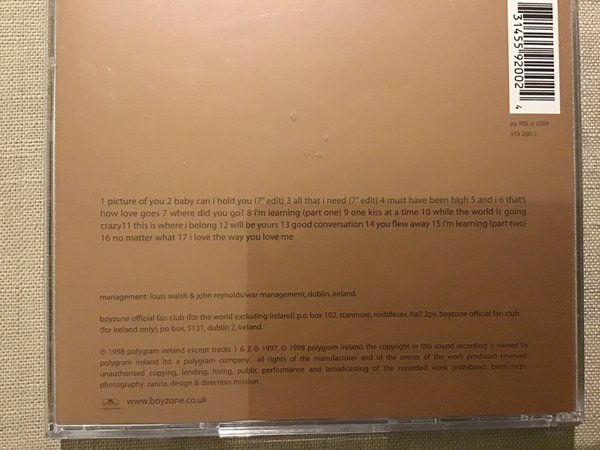 31455 92002 4
py 900. lc 0309
559 200-2
1 picture of you 2 baby can i hold you (7" edit) 3 all that i need (7" edit) 4 must have been high 5 and i 6 that's
how love goes 7 where did you go? 8 i'm learning (part one) 9 one kiss at a time 10 while the world is going
crazy11 this is where i belong 12 will be yours 13 good conversation 14 you flew away 15 i'm learning (part two)
16 no matter what 17 i love the way you love me
management: louis walsh & john reynolds/war management, dublin, ireland.
boyzone official fan club (for the world excluding ireland) p.o. box 102, stanmore, middlesex, ha7 2py. boyzone official fan club
(for ireland only), po box, 5131, dublin 2, ireland.
℗ 1998 polygram ireland except tracks 1 & 2 ℗ 1997, © 1998 polygram ireland. the copyright in this sound recording is owned by
polygram ireland ltd, a polygram company. all rights of the manufacturer and of the owner of the work produced reserved.
unauthorised copying, lending, hiring, public performance and broadcasting of the recorded work prohibited. biem/mcps.
photography: zanna. design & direction: mission
www.boyzone.co.uk